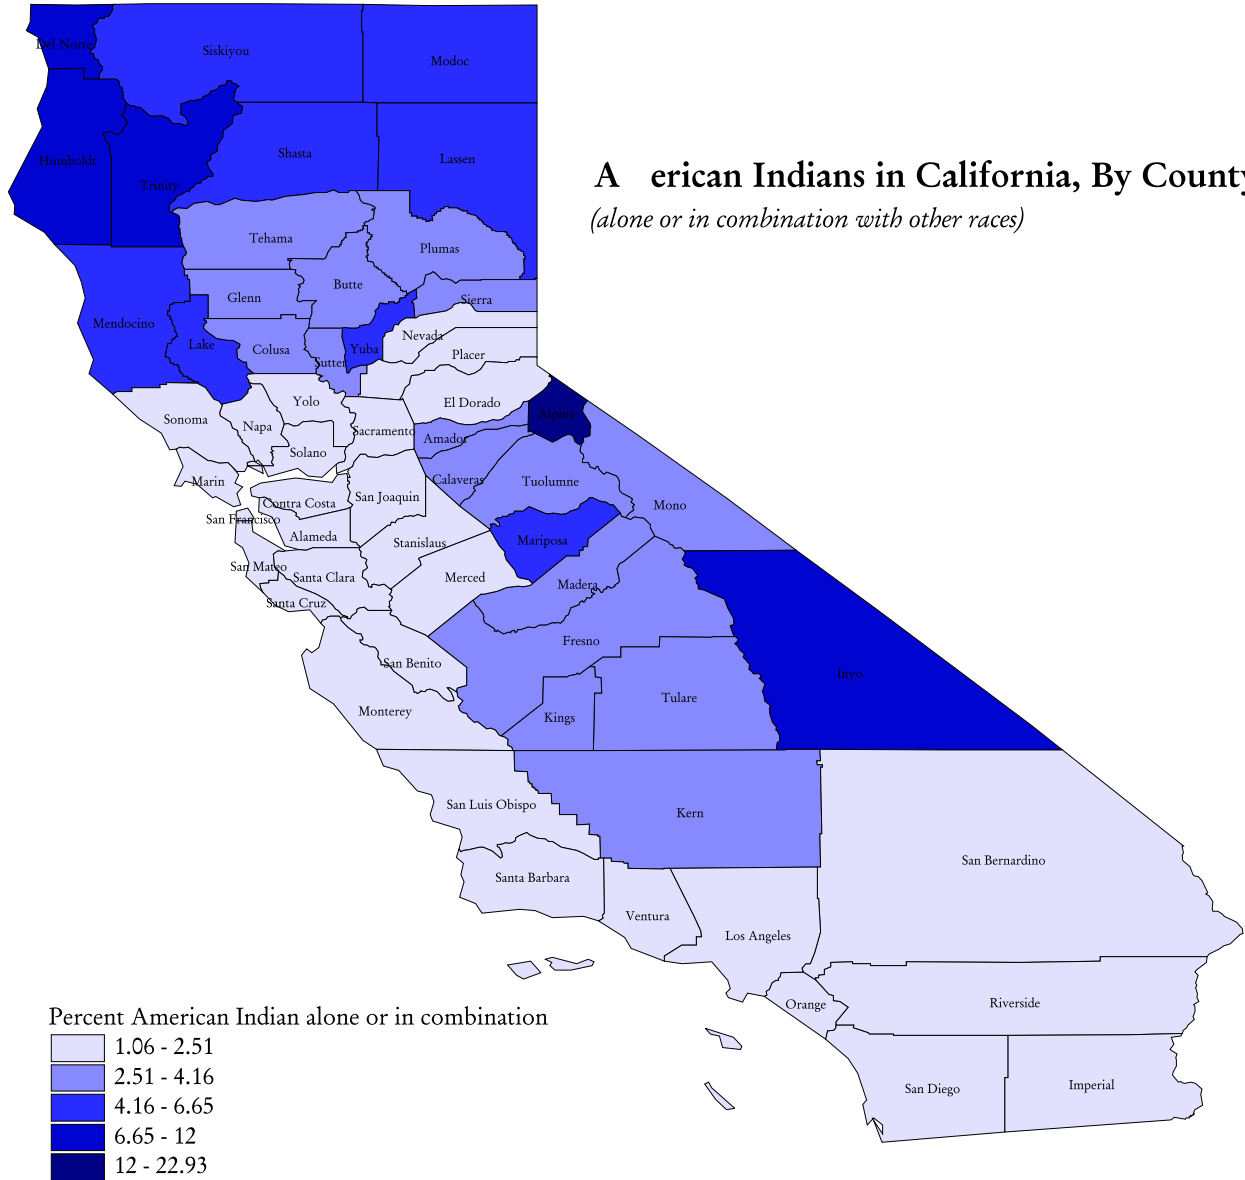 Del Norte
Siskiyou
Modoc
Humboldt
Trinity
Shasta
Lassen
A erican Indians in California, By County
(alone or in combination with other races)
Tehama
Plumas
Butte
Glenn
Sierra
Mendocino
Lake
Colusa
Sutter
Yuba
Nevada
Placer
Yolo
El Dorado
Alpine
Sonoma
Napa
Sacramento
Amador
Solano
Marin
Calaveras
Tuolumne
Contra Costa
San Joaquin
Mono
San Francisco
Alameda
Stanislaus
Mariposa
San Mateo
Santa Clara
Merced
Madera
Santa Cruz
Fresno
San Benito
Inyo
Monterey
Kings
Tulare
San Luis Obispo
Kern
San Bernardino
Santa Barbara
Ventura
Los Angeles
Orange
Riverside
San Diego
Imperial
Percent American Indian alone or in combination
1.06 - 2.51
2.51 - 4.16
4.16 - 6.65
6.65 - 12
12 - 22.93